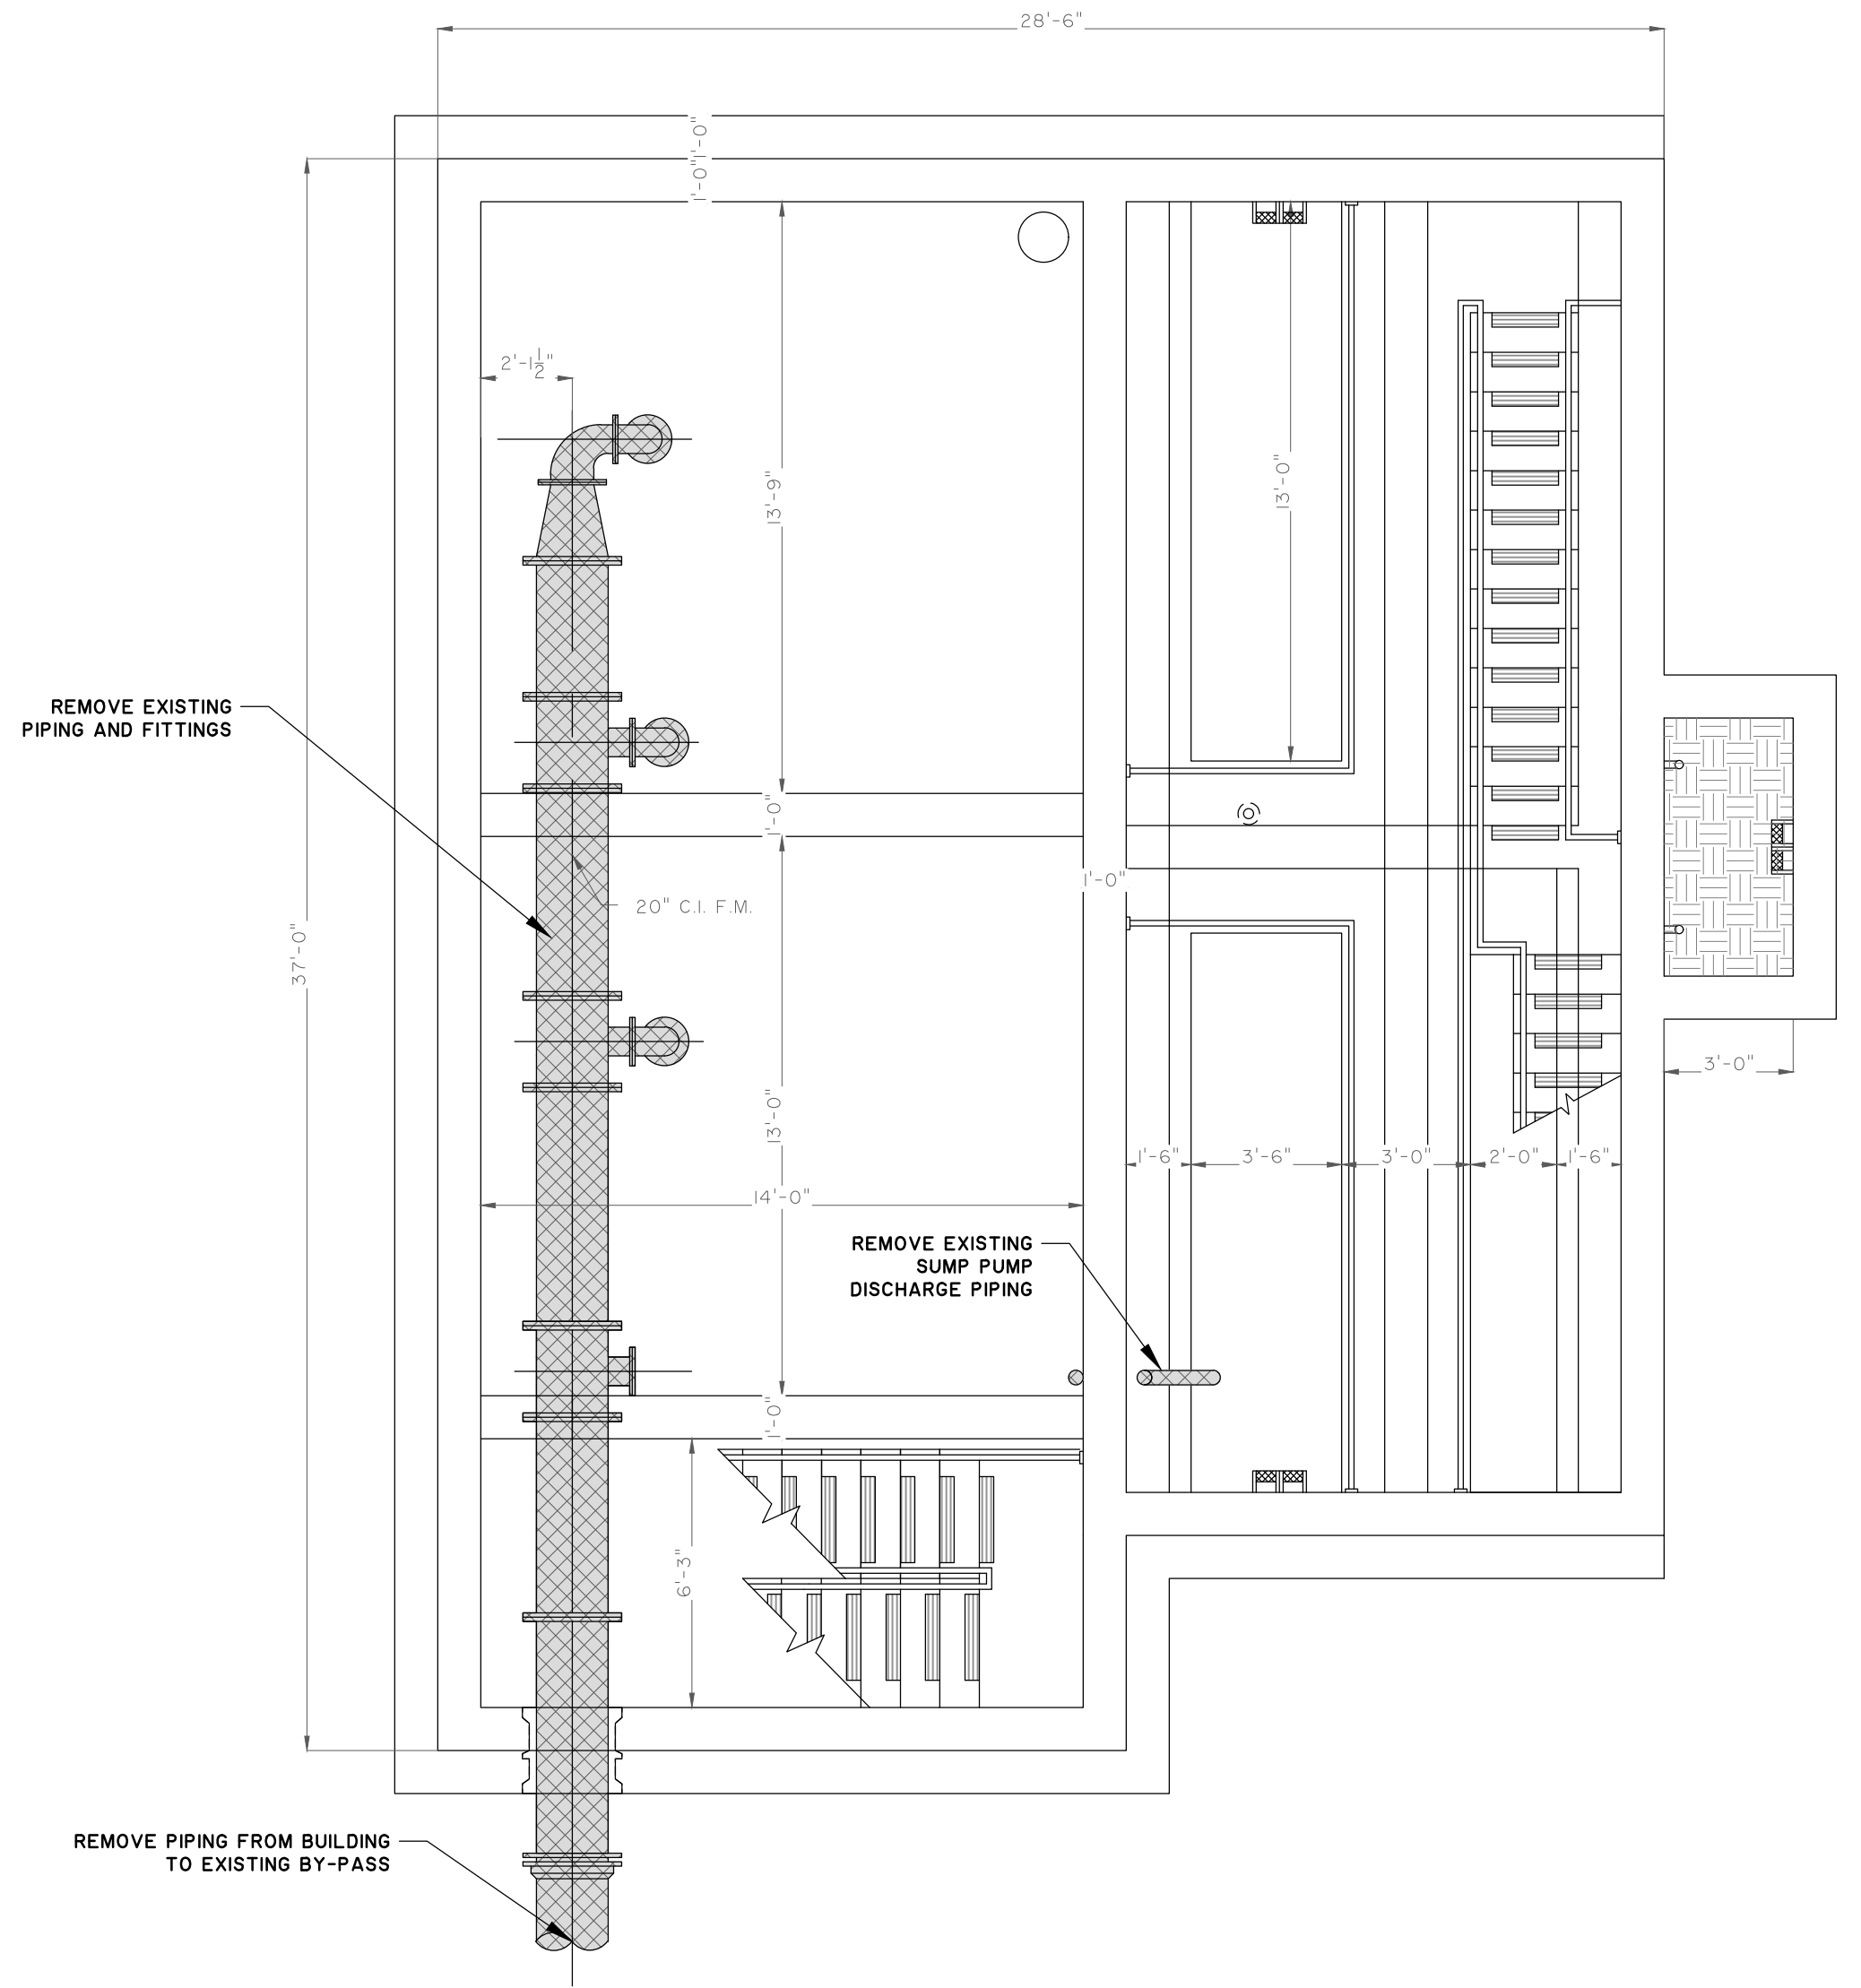 28'-6"
1'-0"
1'-0"
2'-1 1/2"
13'-9"
13'-0"
REMOVE EXISTING
PIPING AND FITTINGS
1'-0"
1'-0"
20" C.I. F.M.
37'-0"
3'-0"
13'-0"
1'-6"
3'-6"
3'-0"
2'-0"
1'-6"
14'-0"
REMOVE EXISTING
SUMP PUMP
DISCHARGE PIPING
1'-0"
6'-3"
REMOVE PIPING FROM BUILDING
TO EXISTING BY-PASS